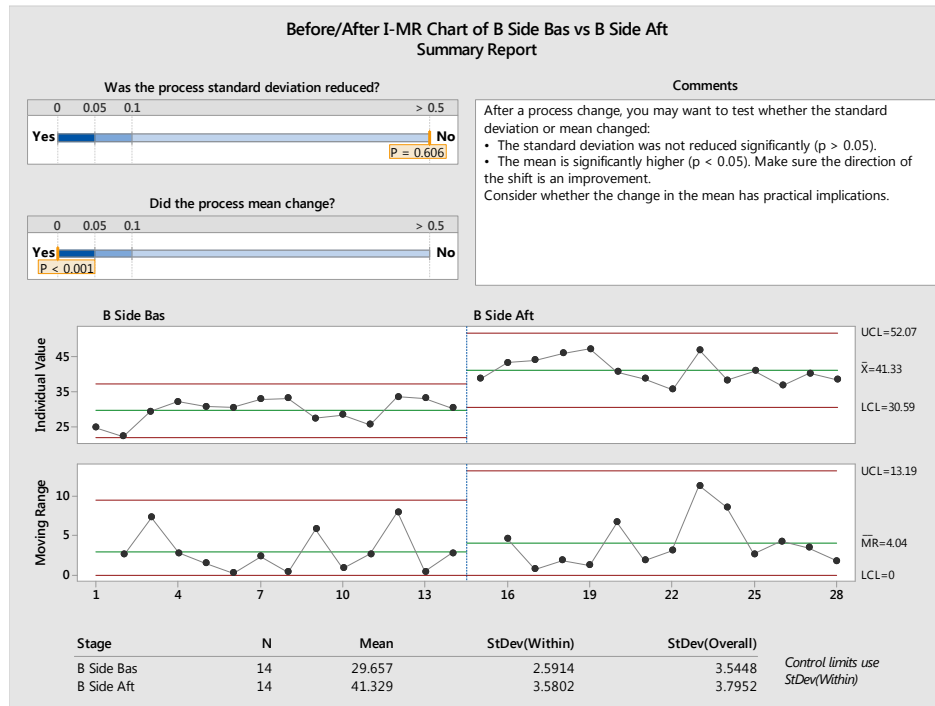 Before/After I-MR Chart of B Side Bas vs B Side Aft
Summary Report
Was the process standard deviation reduced?
0 0.05 0.1 > 0.5
Yes No
P = 0.606
Did the process mean change?
0 0.05 0.1 > 0.5
Yes No
P < 0.001
Comments
After a process change, you may want to test whether the standard
deviation or mean changed:
• The standard deviation was not reduced significantly (p > 0.05).
• The mean is significantly higher (p < 0.05). Make sure the direction of
the shift is an improvement.
Consider whether the change in the mean has practical implications.
B Side Bas B Side Aft
Individual Value
45
35
25
UCL=52.07
X̄=41.33
LCL=30.59
Moving Range
10
5
0
UCL=13.19
M̄R̄=4.04
LCL=0
1 4 7 10 13 16 19 22 25 28
Stage N Mean StDev(Within) StDev(Overall)
B Side Bas 14 29.657 2.5914 3.5448
B Side Aft 14 41.329 3.5802 3.7952
Control limits use
StDev(Within)